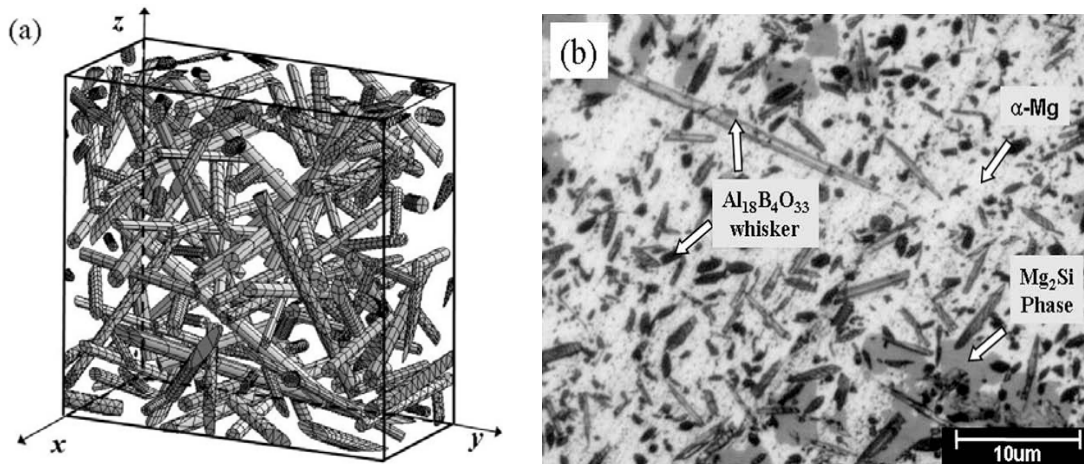 (a)
z
x
y
(b)
α-Mg
Al₁₈B₄O₃₃
whisker
Mg₂Si
Phase
10um